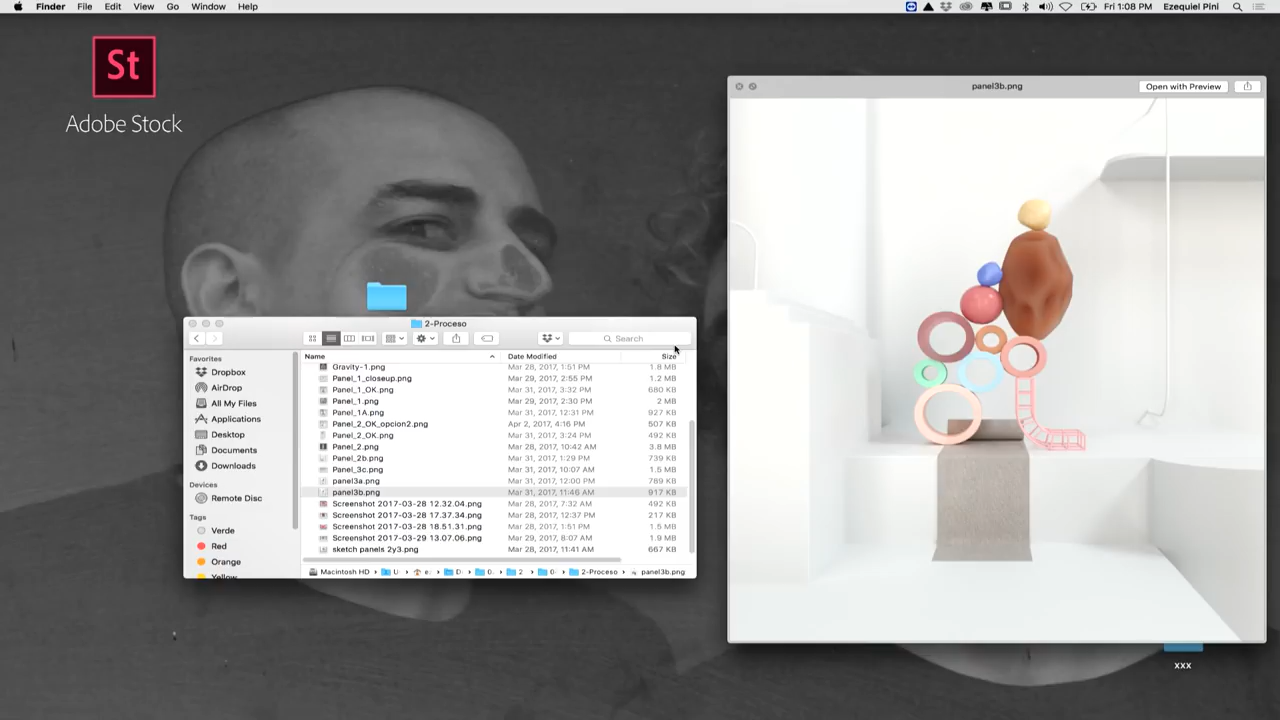 Finder File Edit View Go Window Help
Fri 1:08 PM Ezequiel Pini
St
Adobe Stock
panel3b.png
Open with Preview
2-Proceso
Search
Favorites
Dropbox
AirDrop
All My Files
Applications
Desktop
Documents
Downloads
Devices
Remote Disc
Tags
Verde
Red
Orange
Yellow
Name Date Modified Size
Gravity-1.png Mar 28, 2017, 1:51 PM 1.8 MB
Panel_1_closeup.png Mar 29, 2017, 2:55 PM 1.2 MB
Panel_1_OK.png Mar 31, 2017, 3:32 PM 680 KB
Panel_1.png Mar 29, 2017, 2:30 PM 2 MB
Panel_1A.png Mar 31, 2017, 12:31 PM 927 KB
Panel_2_OK_opcion2.png Apr 2, 2017, 4:16 PM 507 KB
Panel_2_OK.png Mar 31, 2017, 3:24 PM 492 KB
Panel_2.png Mar 28, 2017, 10:42 AM 3.8 MB
Panel_2b.png Mar 31, 2017, 1:29 PM 739 KB
Panel_3c.png Mar 31, 2017, 10:07 AM 1.5 MB
panel3a.png Mar 31, 2017, 12:00 PM 789 KB
panel3b.png Mar 31, 2017, 11:46 AM 917 KB
Screenshot 2017-03-28 12.32.04.png Mar 28, 2017, 7:32 AM 492 KB
Screenshot 2017-03-28 17.37.34.png Mar 28, 2017, 12:37 PM 217 KB
Screenshot 2017-03-28 18.51.31.png Mar 28, 2017, 1:51 PM 1.5 MB
Screenshot 2017-03-29 13.07.06.png Mar 29, 2017, 8:07 AM 1.9 MB
sketch panels 2y3.png Mar 28, 2017, 11:41 AM 667 KB
Macintosh HD › U › e › D › 0 › 2 › 0 › 2-Proceso › panel3b.png
xxx